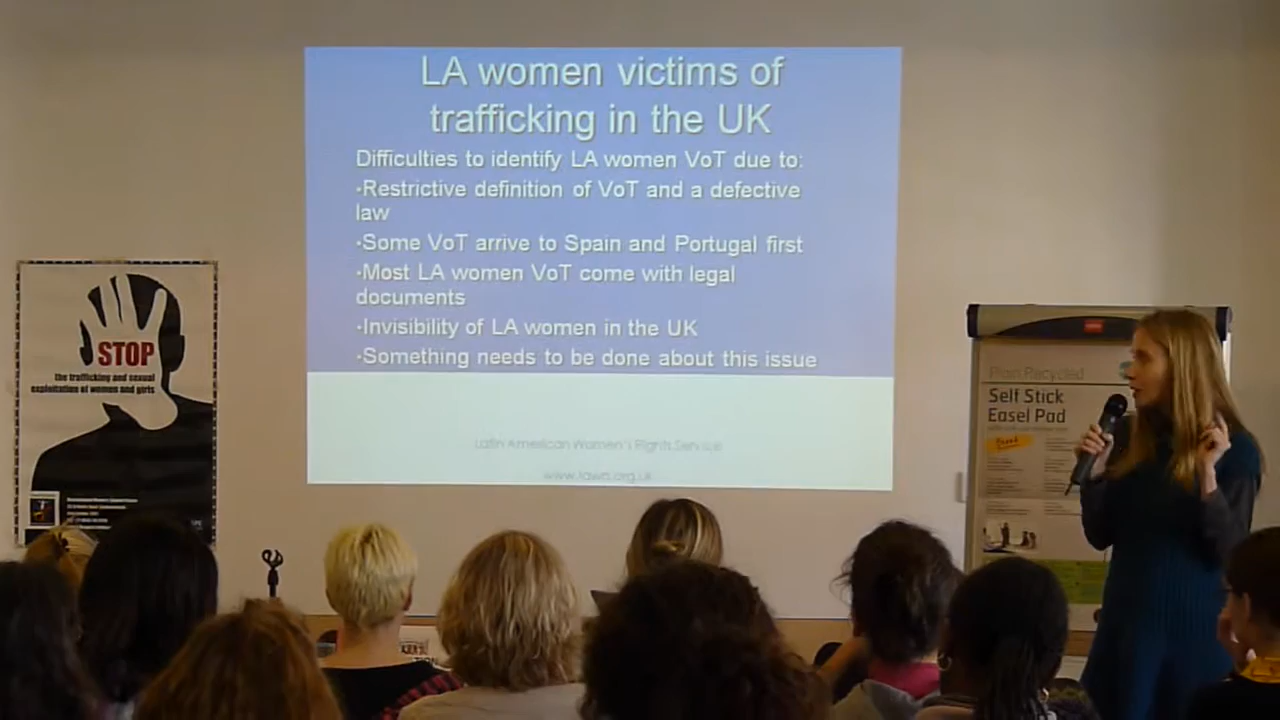 LA women victims of
trafficking in the UK
Difficulties to identify LA women VoT due to:
•Restrictive definition of VoT and a defective
law
•Some VoT arrive to Spain and Portugal first
•Most LA women VoT come with legal
documents
•Invisibility of LA women in the UK
•Something needs to be done about this issue
Latin American Women's Rights Service
www.lawrs.org.uk
STOP
the trafficking and sexual
exploitation of women and girls
Plain Recycled
Self Stick
Easel Pad